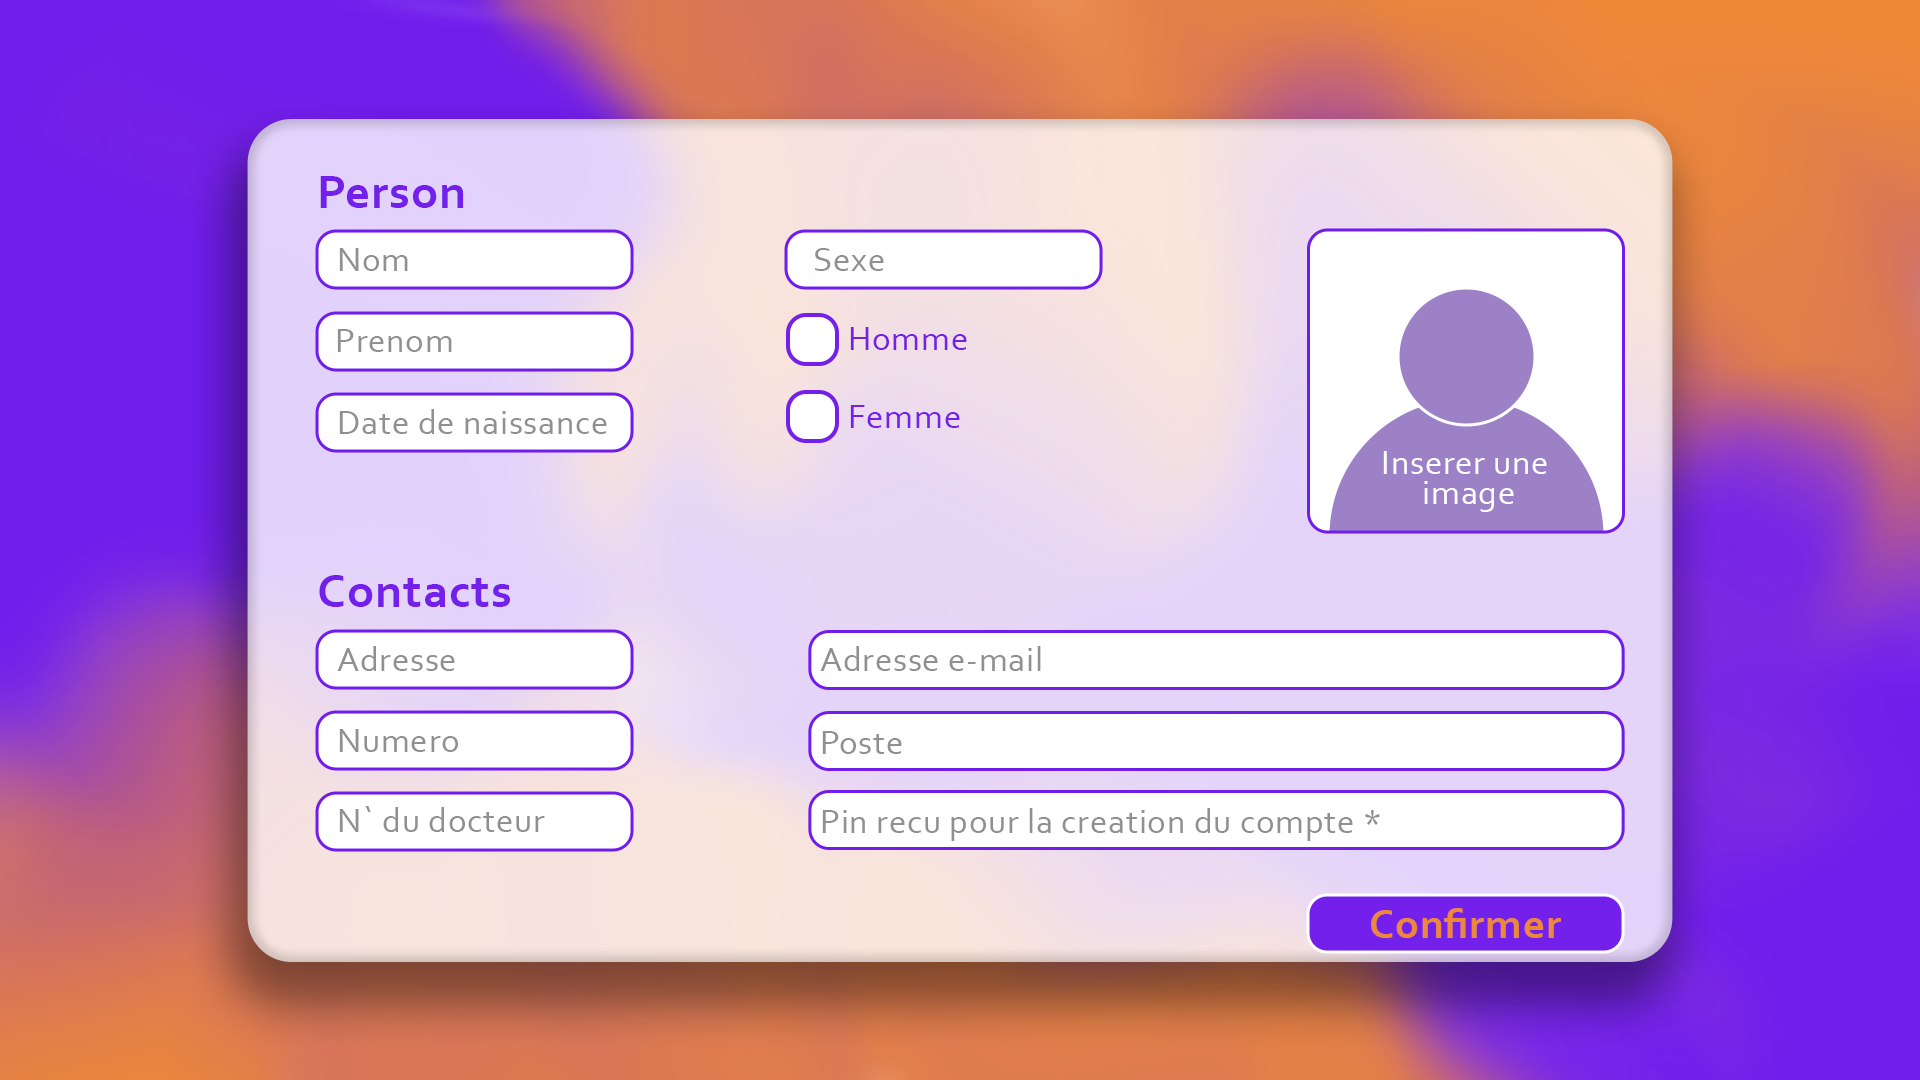 Person
Nom
Prenom
Date de naissance
Sexe
Homme
Femme
Inserer une
image
Contacts
Adresse
Numero
N` du docteur
Adresse e-mail
Poste
Pin recu pour la creation du compte *
Confirmer